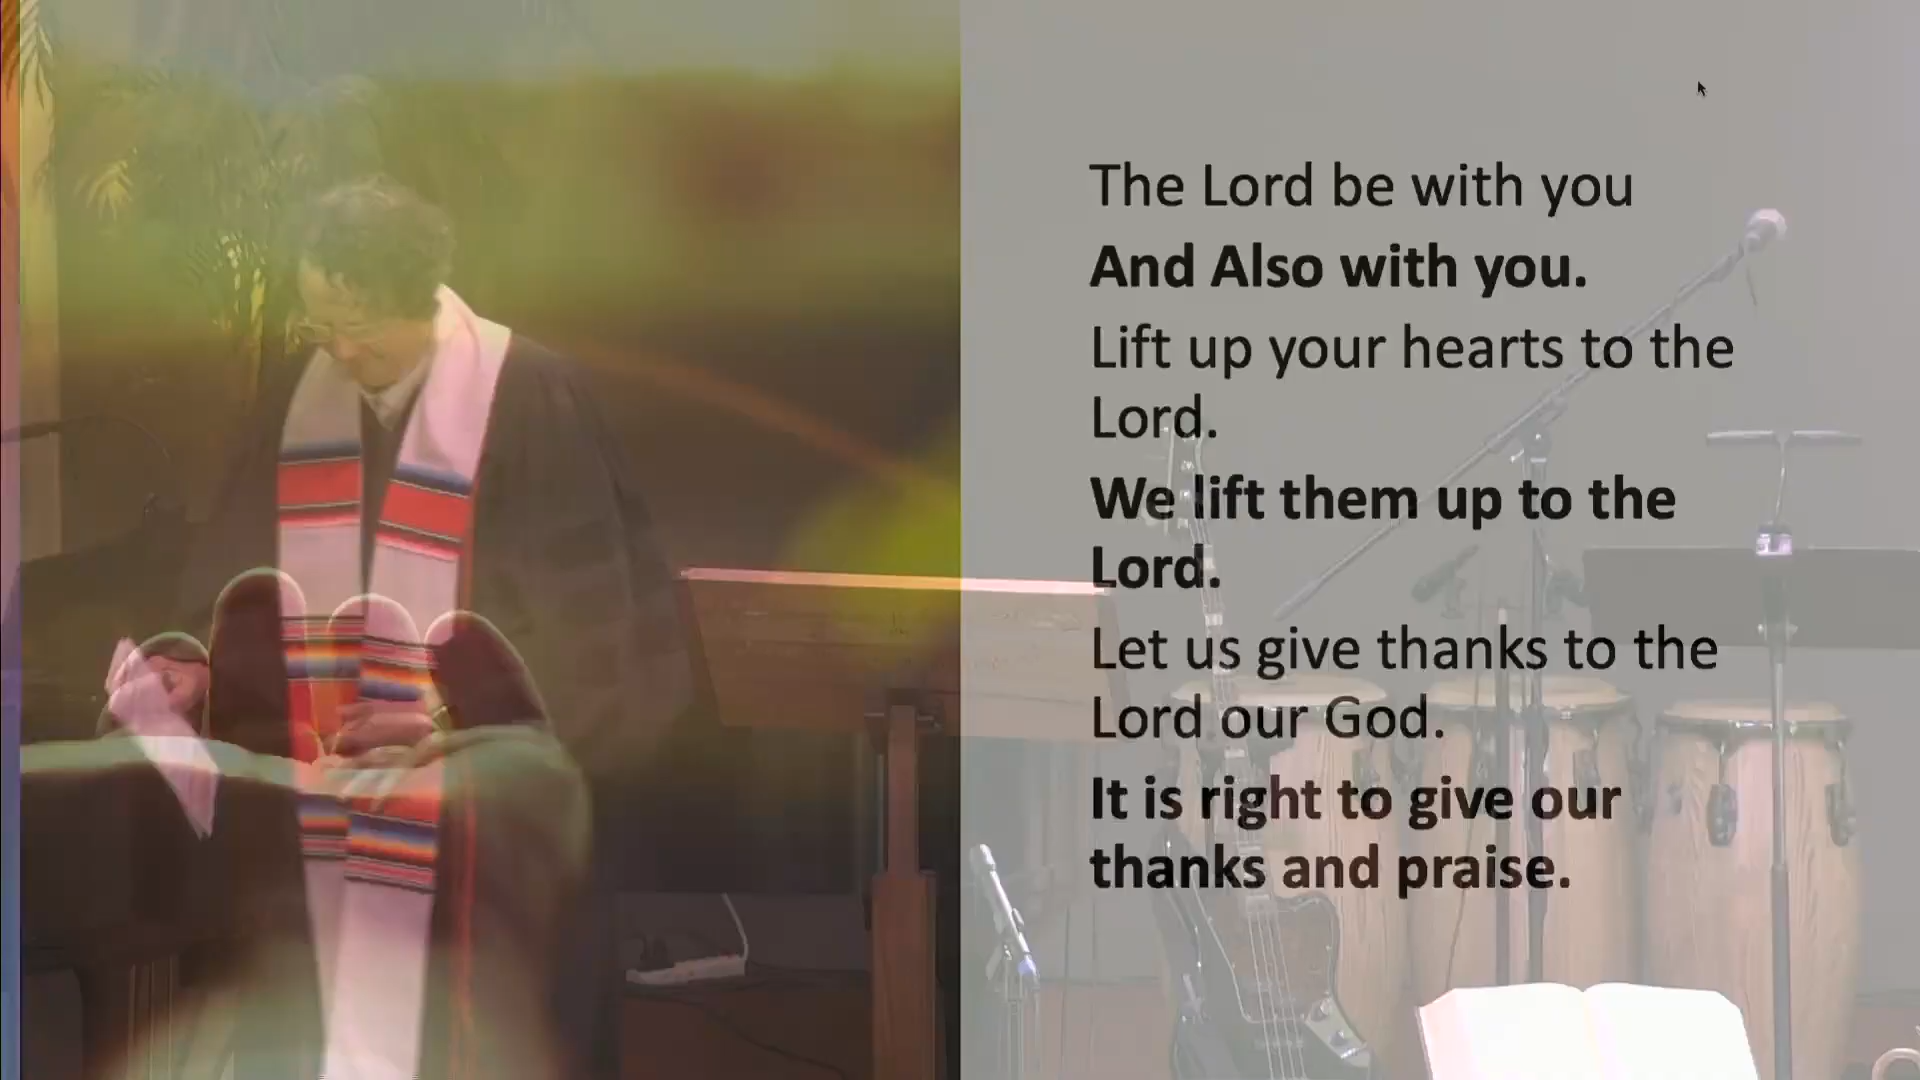 The Lord be with you
And Also with you.
Lift up your hearts to the
Lord.
We lift them up to the
Lord.
Let us give thanks to the
Lord our God.
It is right to give our
thanks and praise.